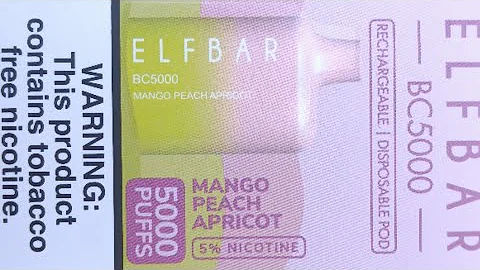 WARNING:
This product
contains tobacco
free nicotine.
ELFBAR
BC5000
MANGO PEACH APRICOT
5000
PUFFS
MANGO
PEACH
APRICOT
5% NICOTINE
RECHARGEABLE | DISPOSABLE POD
BC5000
ELFBAR